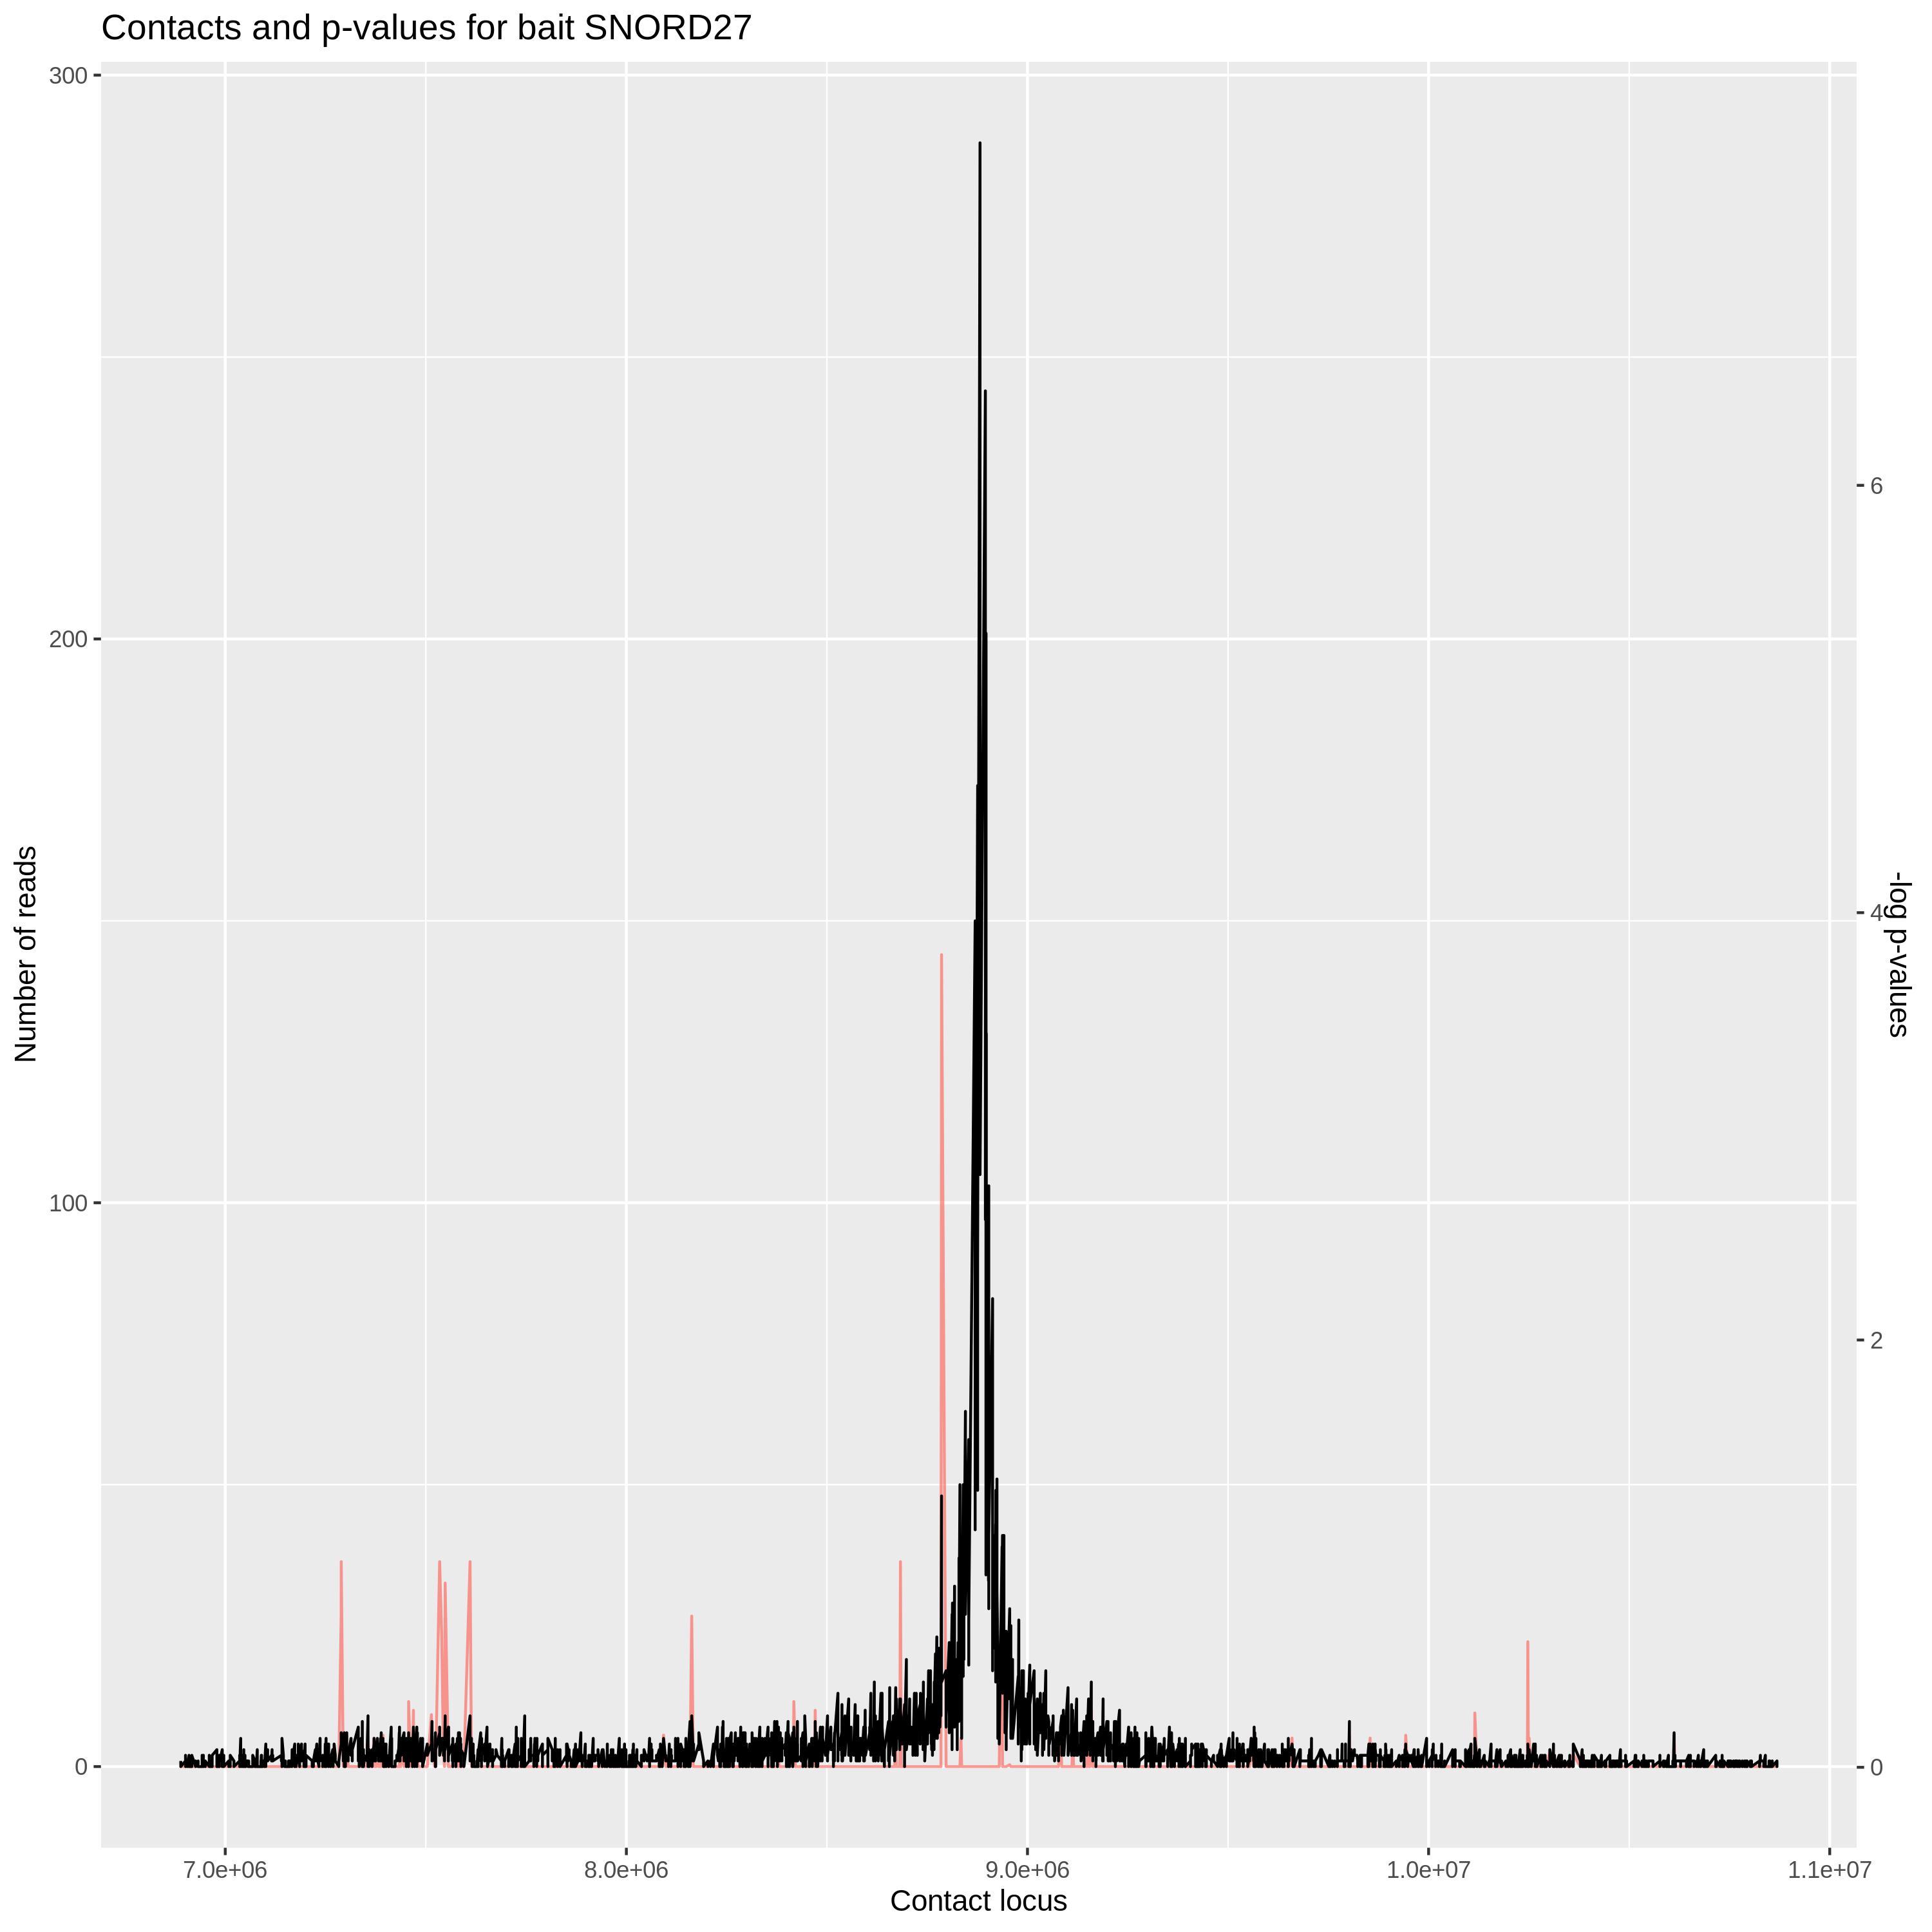 Contacts and p-values for bait SNORD27
300
200
100
0
Number of reads
6
4
2
0
-log p-values
7.0e+06
8.0e+06
9.0e+06
1.0e+07
1.1e+07
Contact locus